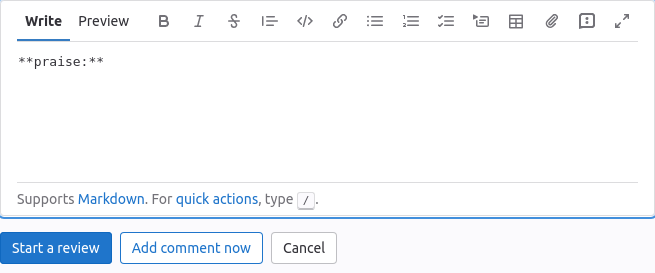 Write Preview
**praise:**
Supports Markdown. For quick actions, type /.
Start a review Add comment now Cancel